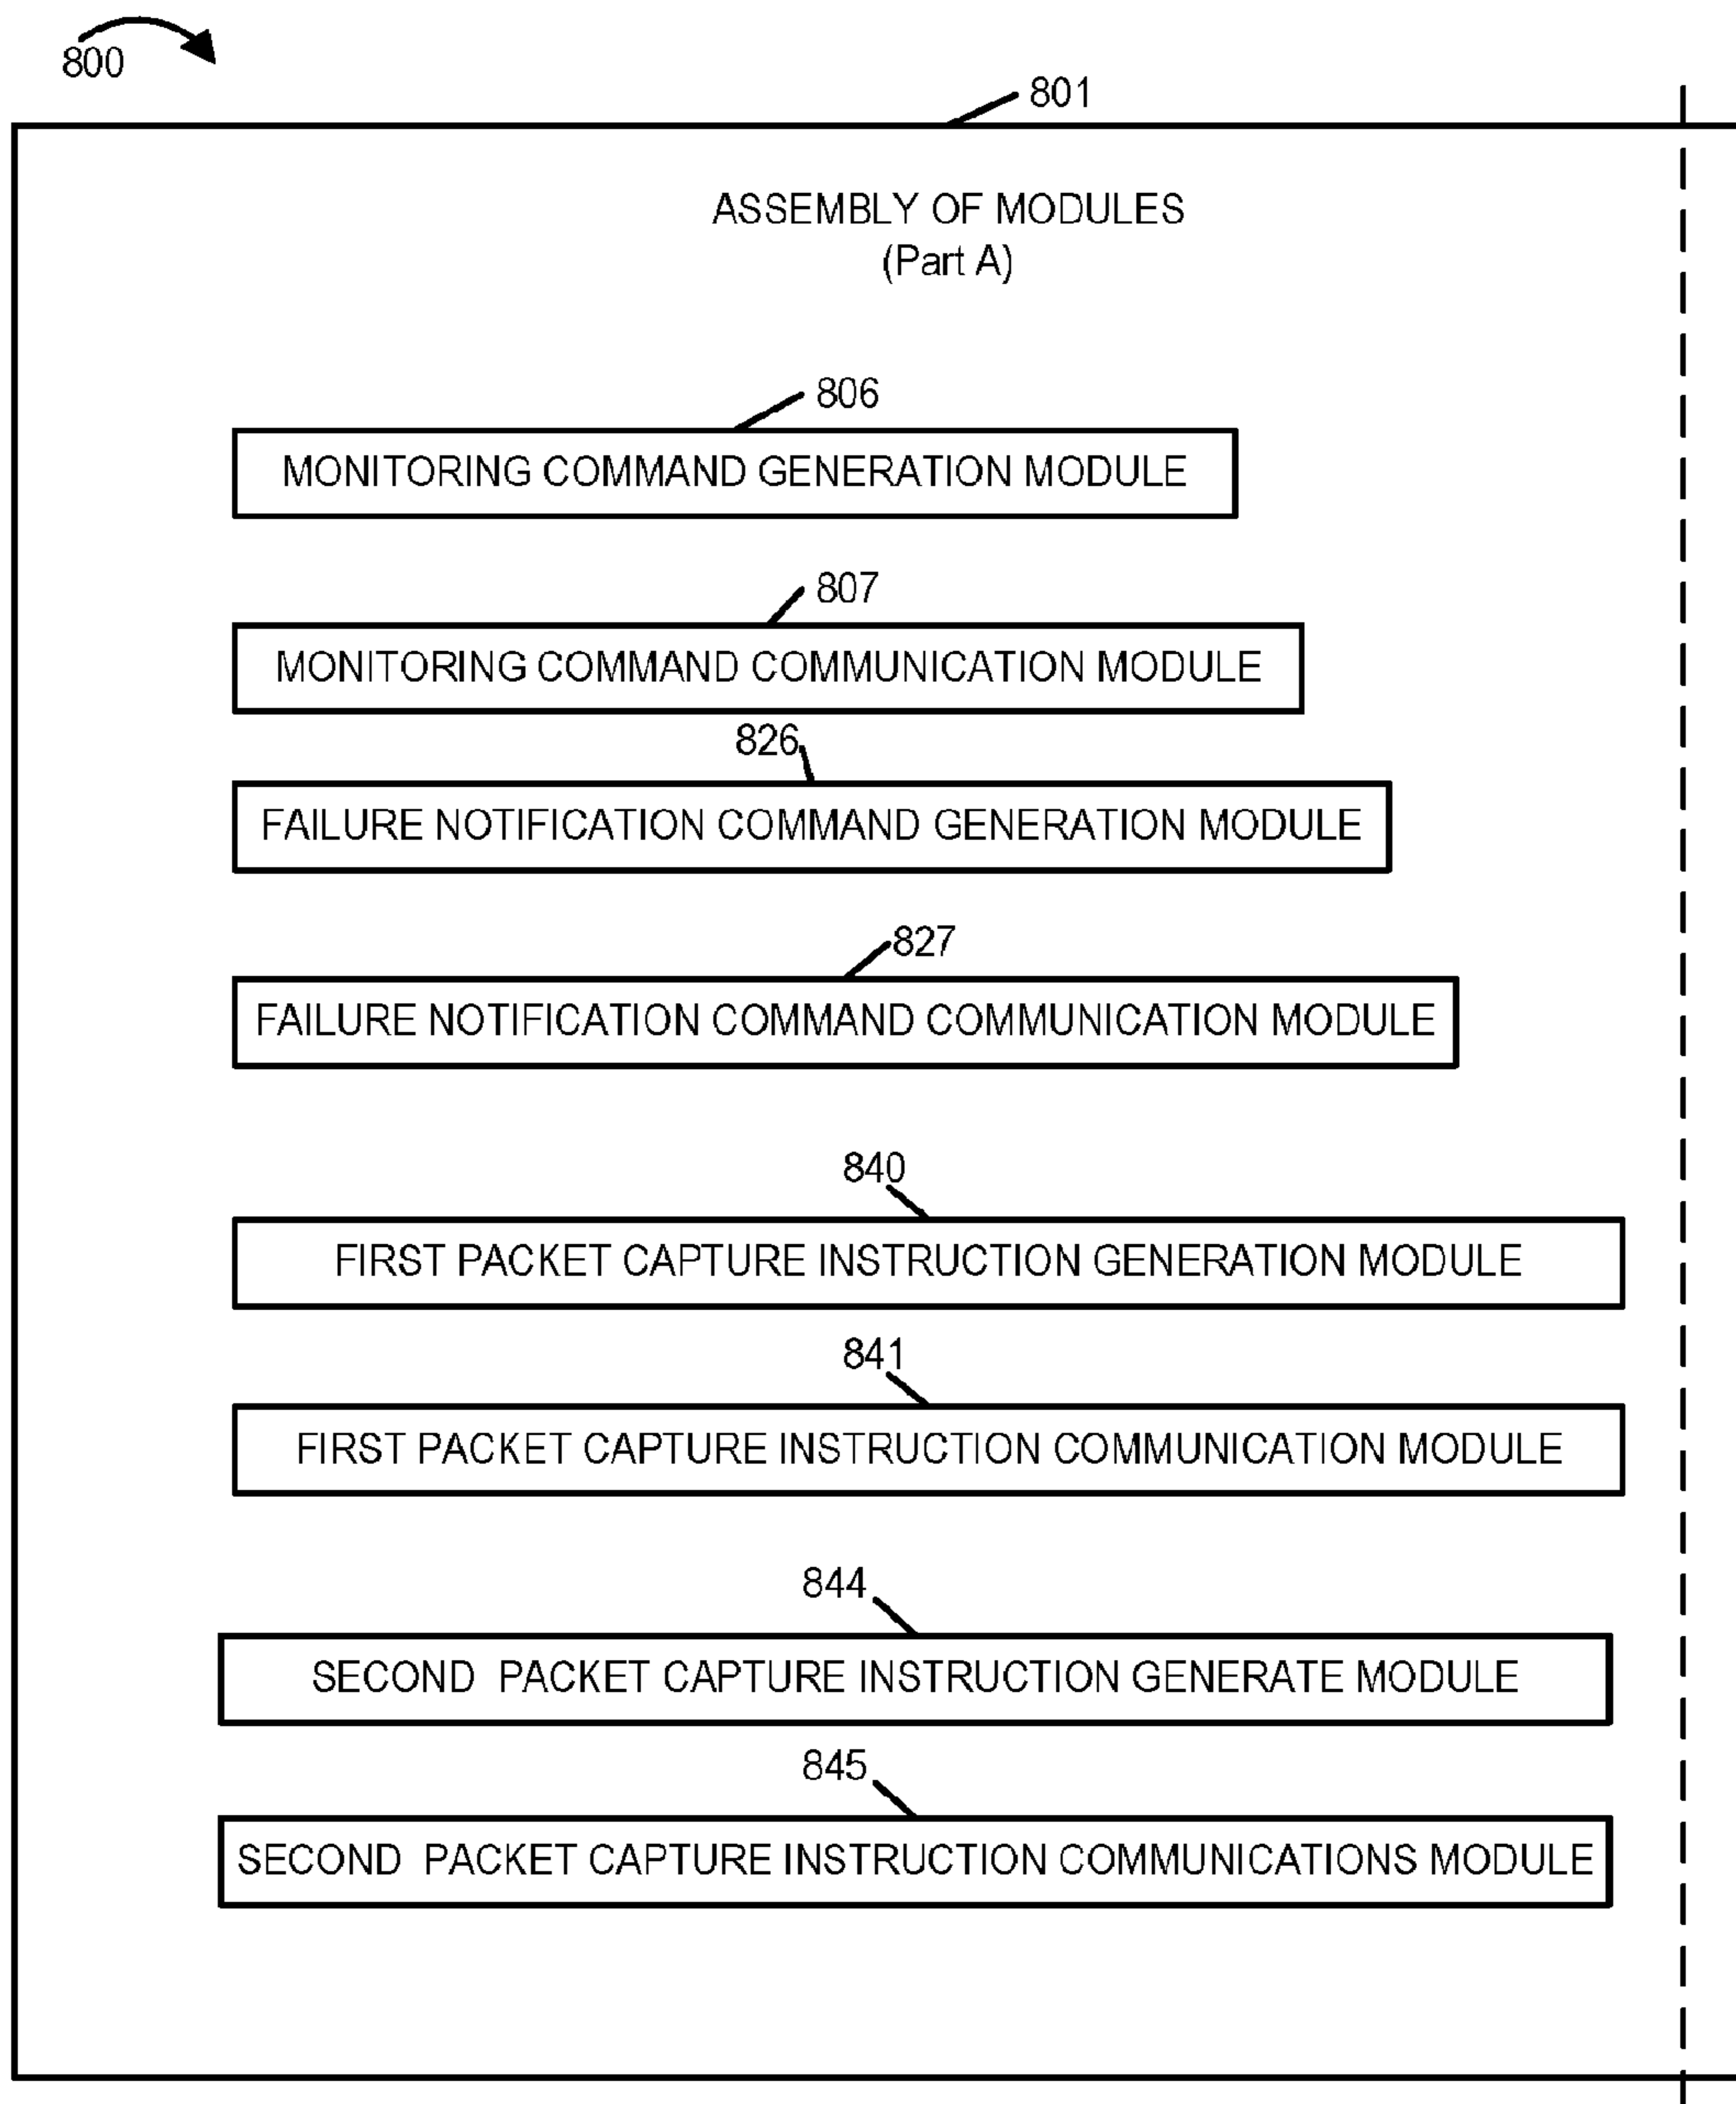 800
801
ASSEMBLY OF MODULES
(Part A)
806
MONITORING COMMAND GENERATION MODULE
807
MONITORING COMMAND COMMUNICATION MODULE
826
FAILURE NOTIFICATION COMMAND GENERATION MODULE
827
FAILURE NOTIFICATION COMMAND COMMUNICATION MODULE
840
FIRST PACKET CAPTURE INSTRUCTION GENERATION MODULE
841
FIRST PACKET CAPTURE INSTRUCTION COMMUNICATION MODULE
844
SECOND PACKET CAPTURE INSTRUCTION GENERATE MODULE
845
SECOND PACKET CAPTURE INSTRUCTION COMMUNICATIONS MODULE